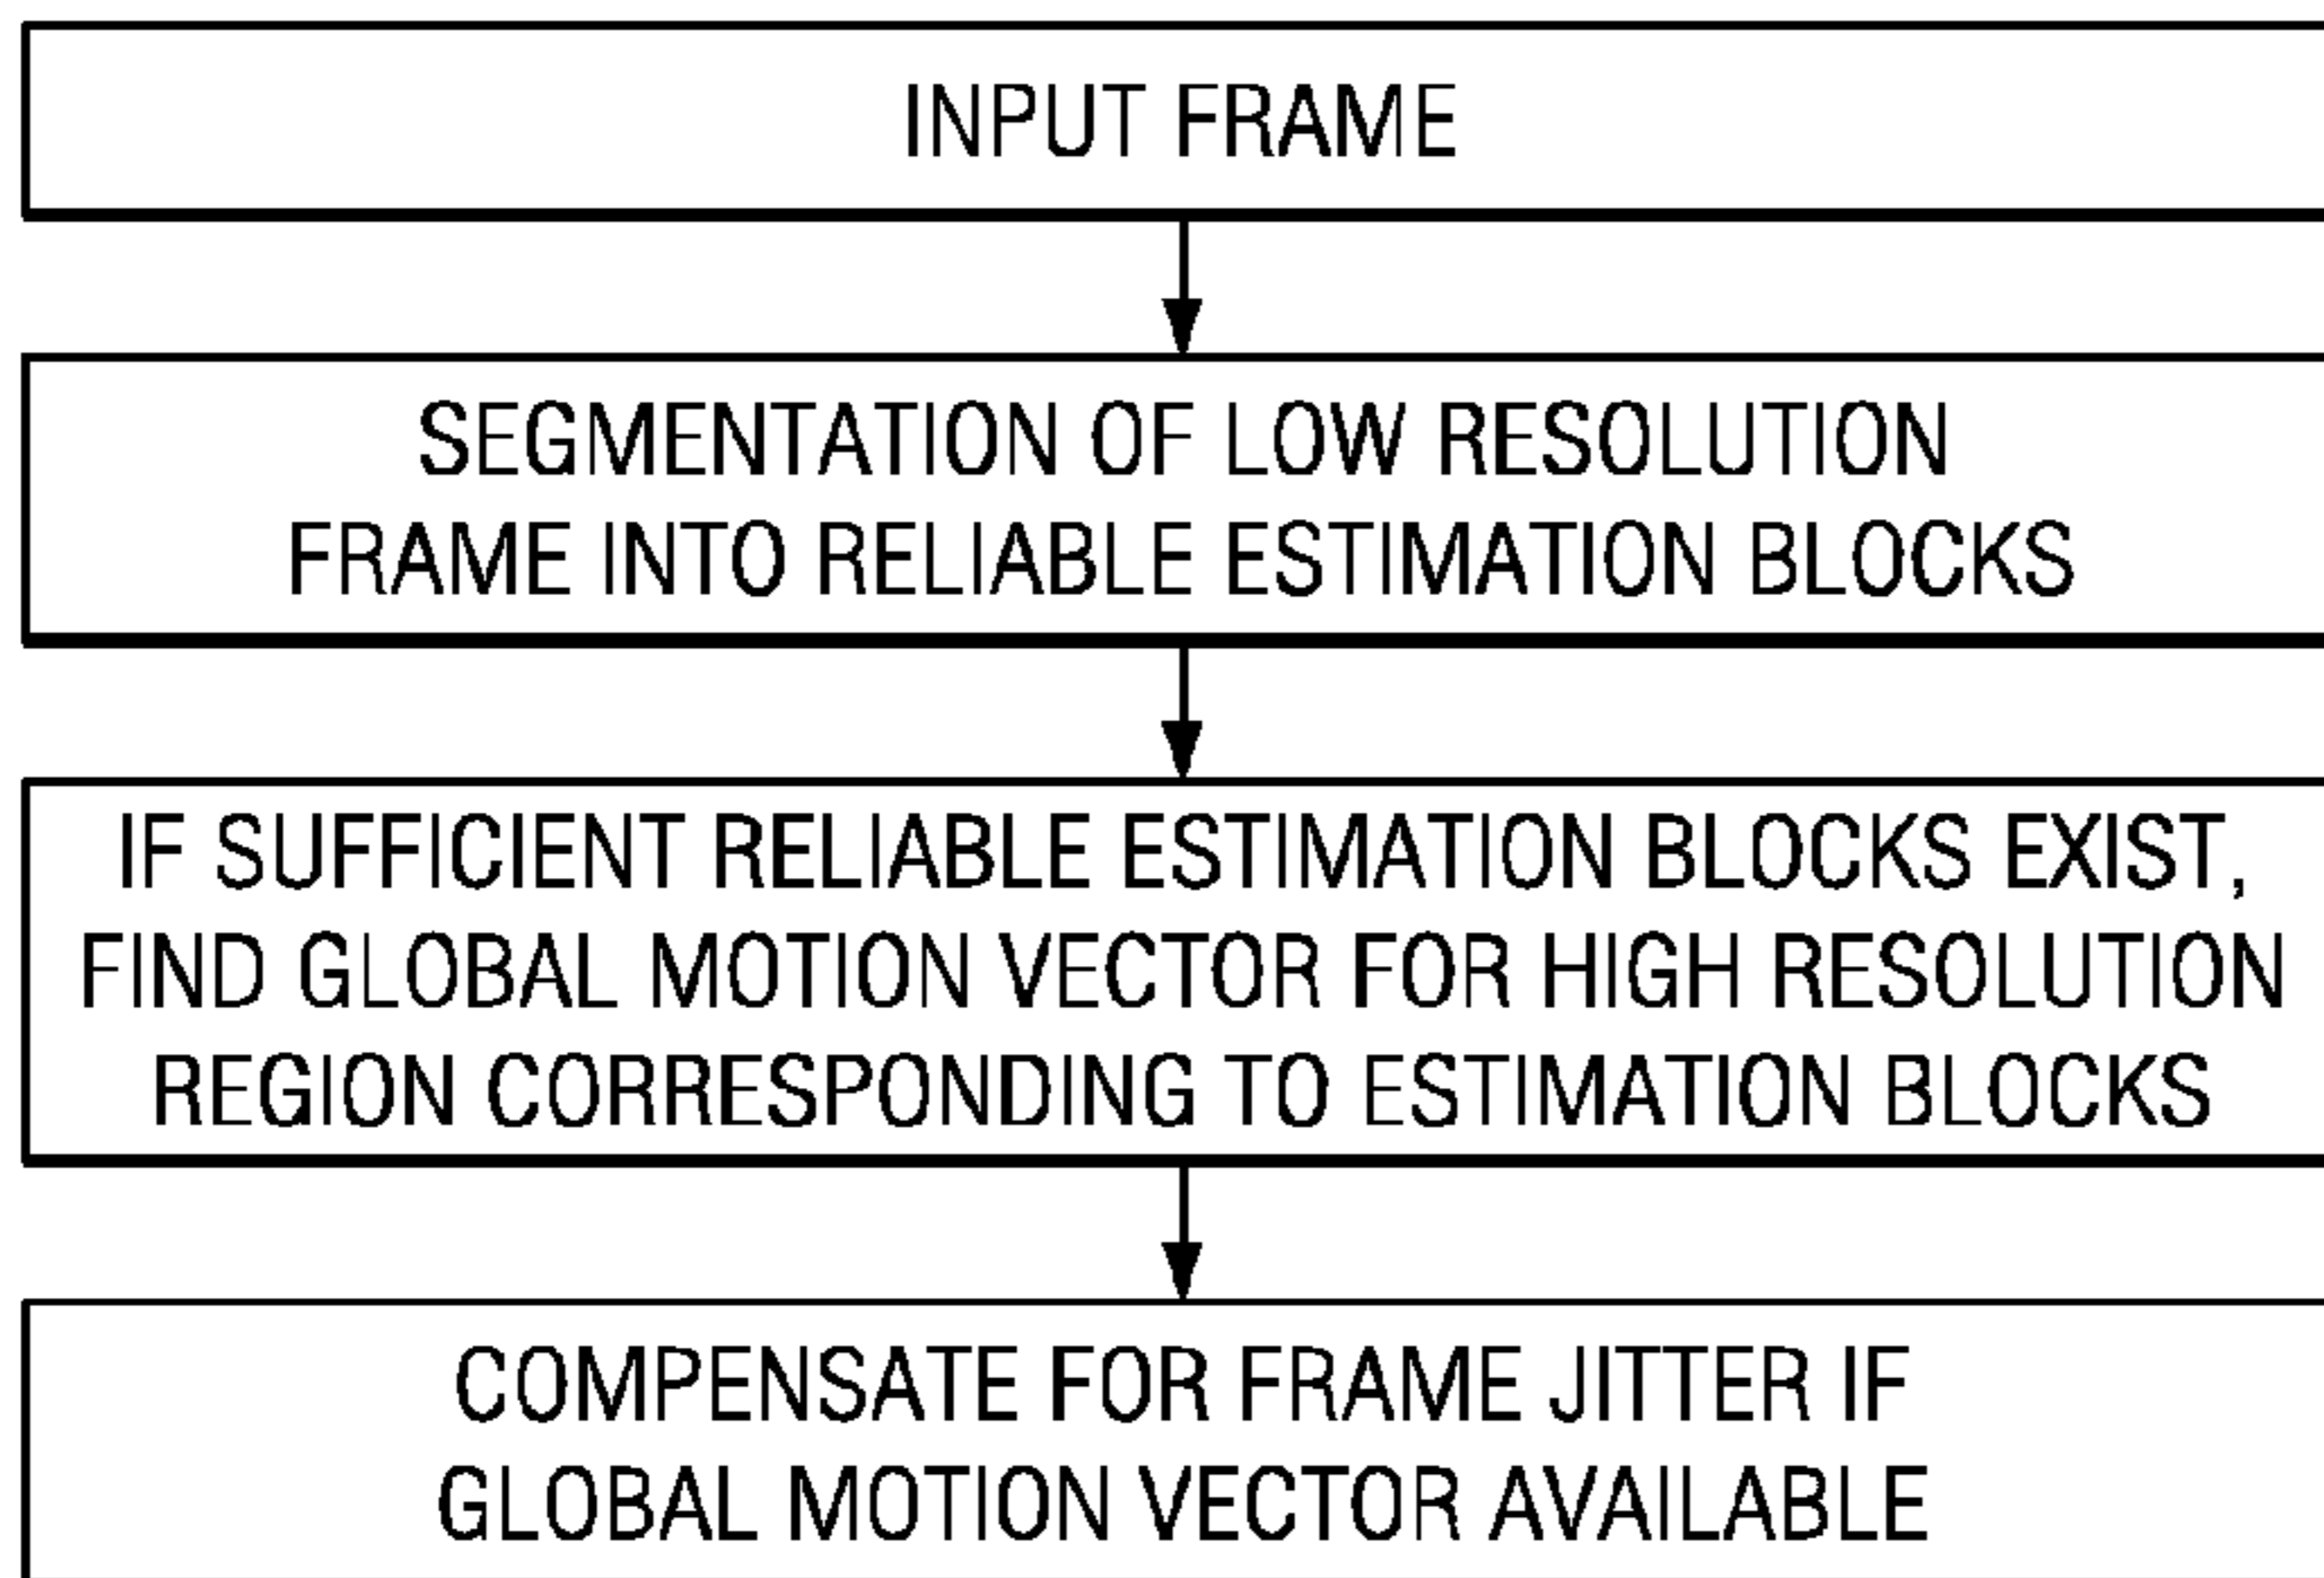 INPUT FRAME
SEGMENTATION OF LOW RESOLUTION
FRAME INTO RELIABLE ESTIMATION BLOCKS
IF SUFFICIENT RELIABLE ESTIMATION BLOCKS EXIST,
FIND GLOBAL MOTION VECTOR FOR HIGH RESOLUTION
REGION CORRESPONDING TO ESTIMATION BLOCKS
COMPENSATE FOR FRAME JITTER IF
GLOBAL MOTION VECTOR AVAILABLE